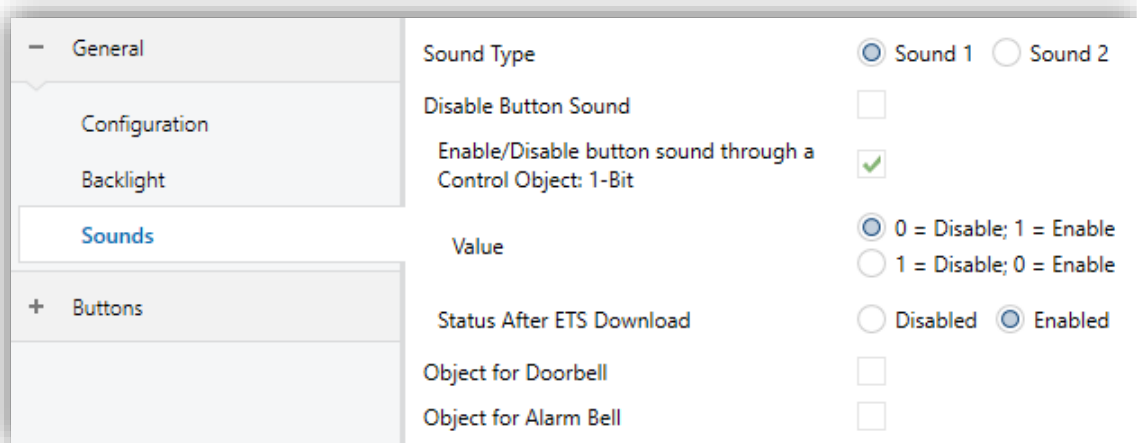 General
Configuration
Backlight
Sounds
Buttons
Sound Type
Sound 1
Sound 2
Disable Button Sound
Enable/Disable button sound through a
Control Object: 1-Bit
Value
0 = Disable; 1 = Enable
1 = Disable; 0 = Enable
Status After ETS Download
Disabled
Enabled
Object for Doorbell
Object for Alarm Bell